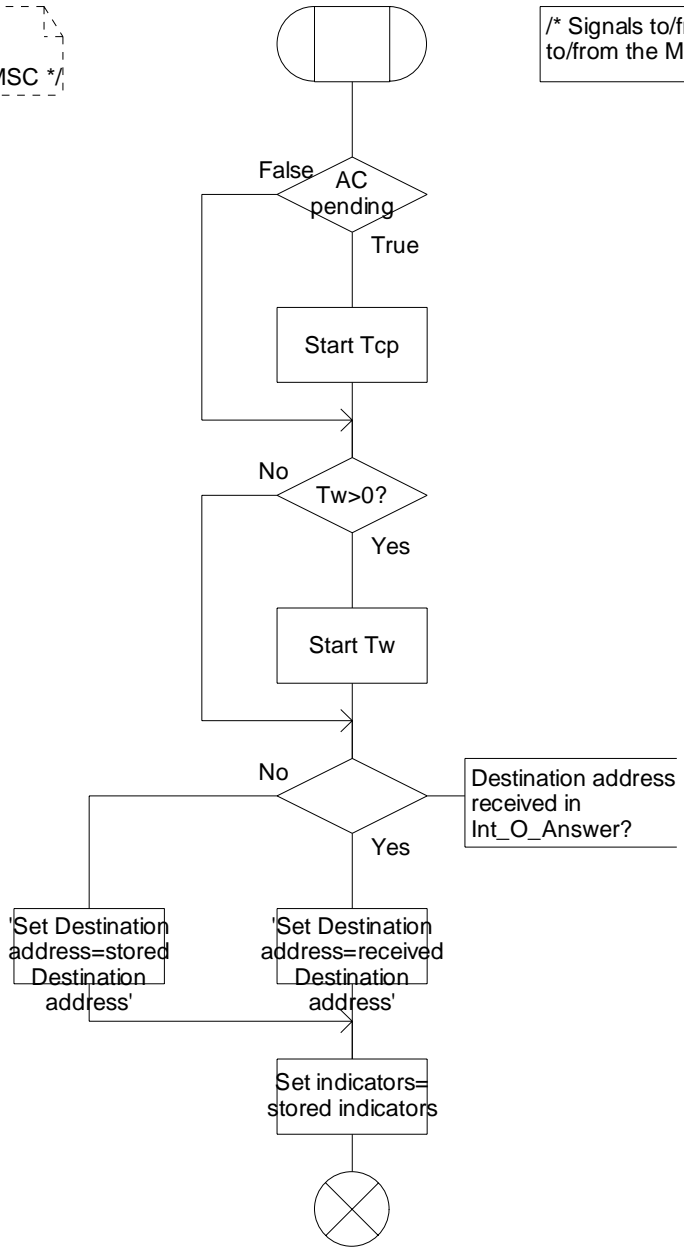 MSC */
/* Signals to/
to/from the M
False
AC
pending
True
Start Tcp
No
Tw>0?
Yes
Start Tw
No
Destination address
received in
Int_O_Answer?
Yes
'Set Destination
address=stored
Destination
address'
'Set Destination
address=received
Destination
address'
Set indicators=
stored indicators